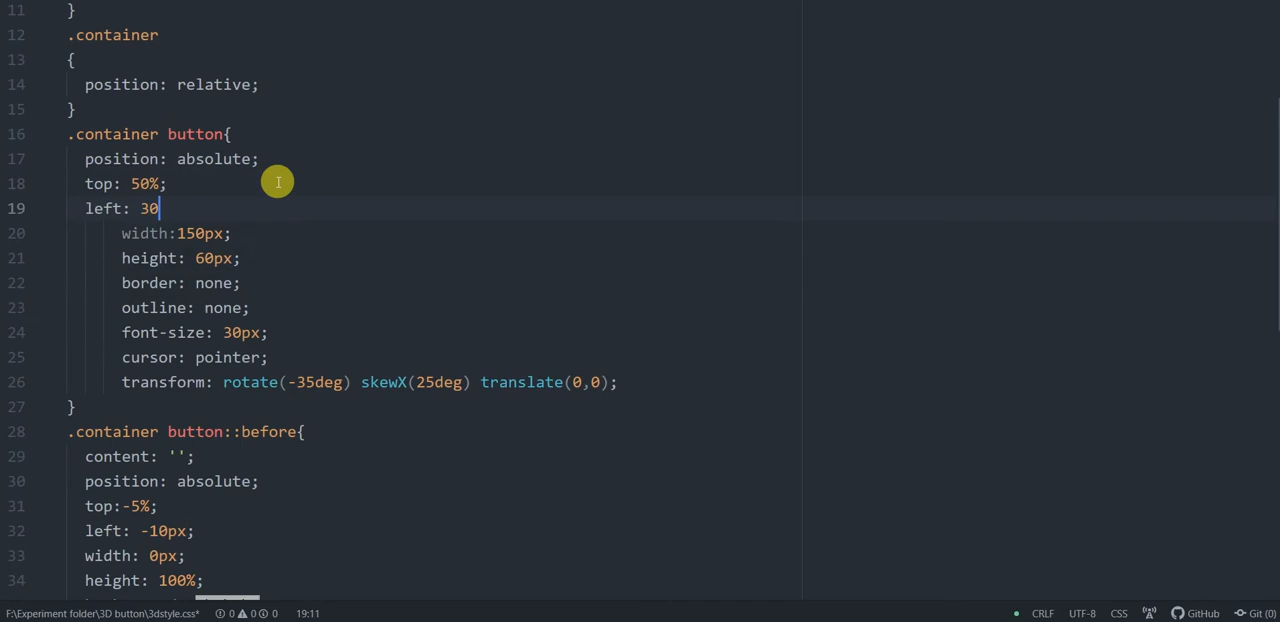 11 }
12 .container
13 {
14 position: relative;
15 }
16 .container button{
17 position: absolute;
18 top: 50%;
19 left: 30
20 width:150px;
21 height: 60px;
22 border: none;
23 outline: none;
24 font-size: 30px;
25 cursor: pointer;
26 transform: rotate(-35deg) skewX(25deg) translate(0,0);
27 }
28 .container button::before{
29 content: '';
30 position: absolute;
31 top:-5%;
32 left: -10px;
33 width: 0px;
34 height: 100%;
F:\Experiment folder\3D button\3dstyle.css* 0 0 0 19:11 CRLF UTF-8 CSS GitHub Git (0)